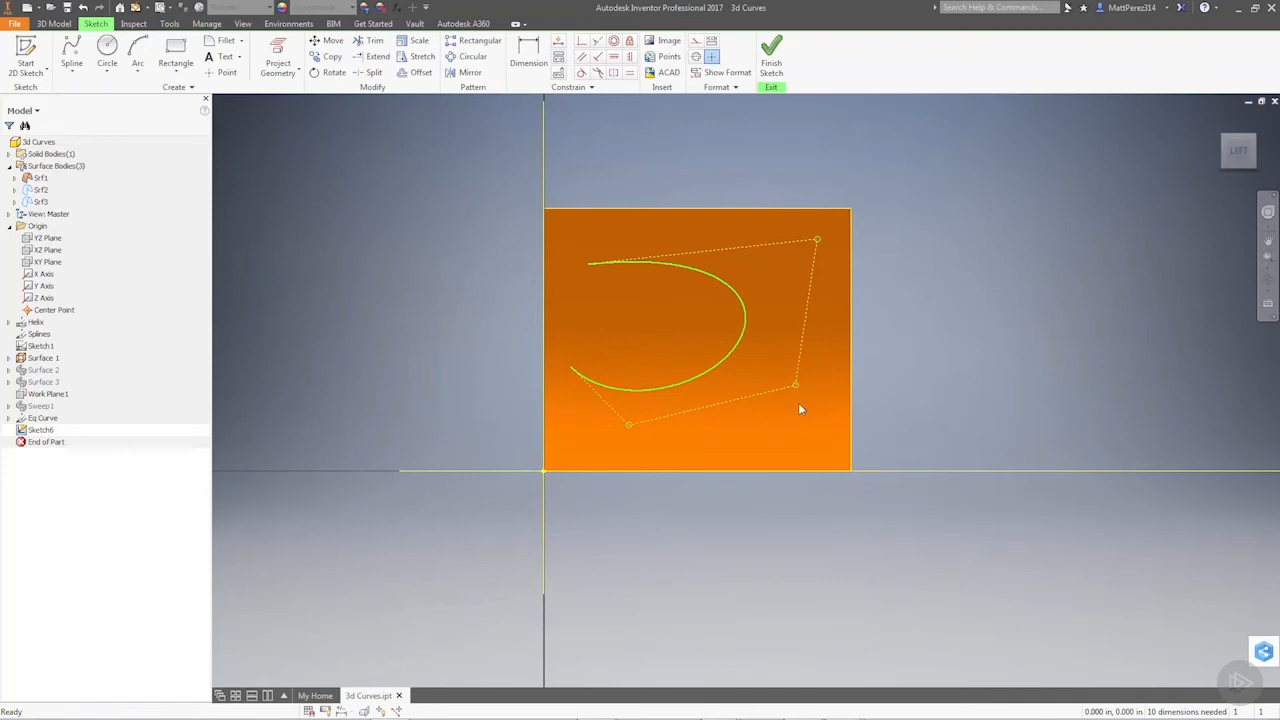 Autodesk Inventor Professional 2017   3d Curves
Search Help & Commands...
MattPerez314
File
3D Model
Sketch
Inspect
Tools
Manage
View
Environments
BIM
Get Started
Vault
Autodesk A360
Start
2D Sketch
Spline
Circle
Arc
Rectangle
Fillet
Text
Point
Project
Geometry
Move
Copy
Rotate
Trim
Extend
Split
Scale
Stretch
Offset
Rectangular
Circular
Mirror
Dimension
Image
Points
ACAD
Show Format
Finish
Sketch
Sketch
Create
Modify
Pattern
Constrain
Insert
Format
Exit
Model
3d Curves
Solid Bodies(1)
Surface Bodies(3)
Srf1
Srf2
Srf3
View: Master
Origin
YZ Plane
XZ Plane
XY Plane
X Axis
Y Axis
Z Axis
Center Point
Helix
Splines
Sketch1
Surface 1
Surface 2
Surface 3
Work Plane1
Sweep1
Eq Curve
Sketch6
End of Part
LEFT
My Home
3d Curves.ipt
Ready
0.000 in, 0.000 in   10 dimensions needed   1   1